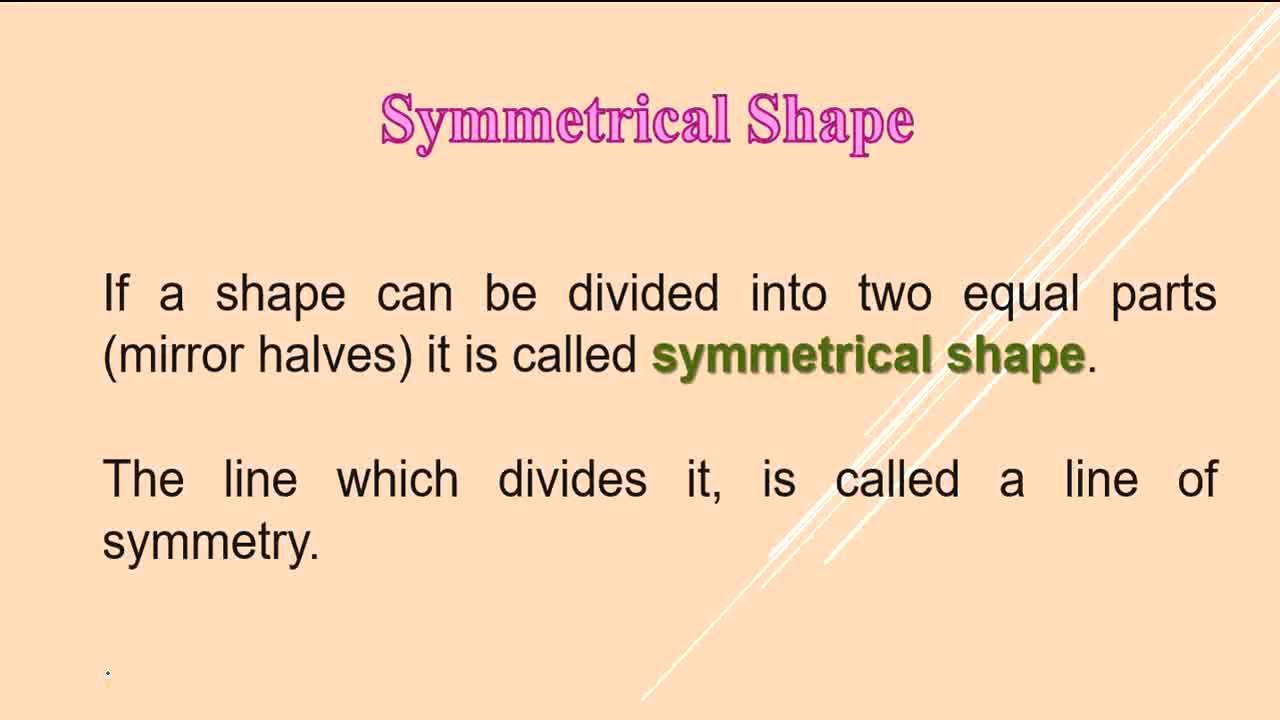 Symmetrical Shape
If a shape can be divided into two equal parts
(mirror halves) it is called symmetrical shape.
The line which divides it, is called a line of
symmetry.